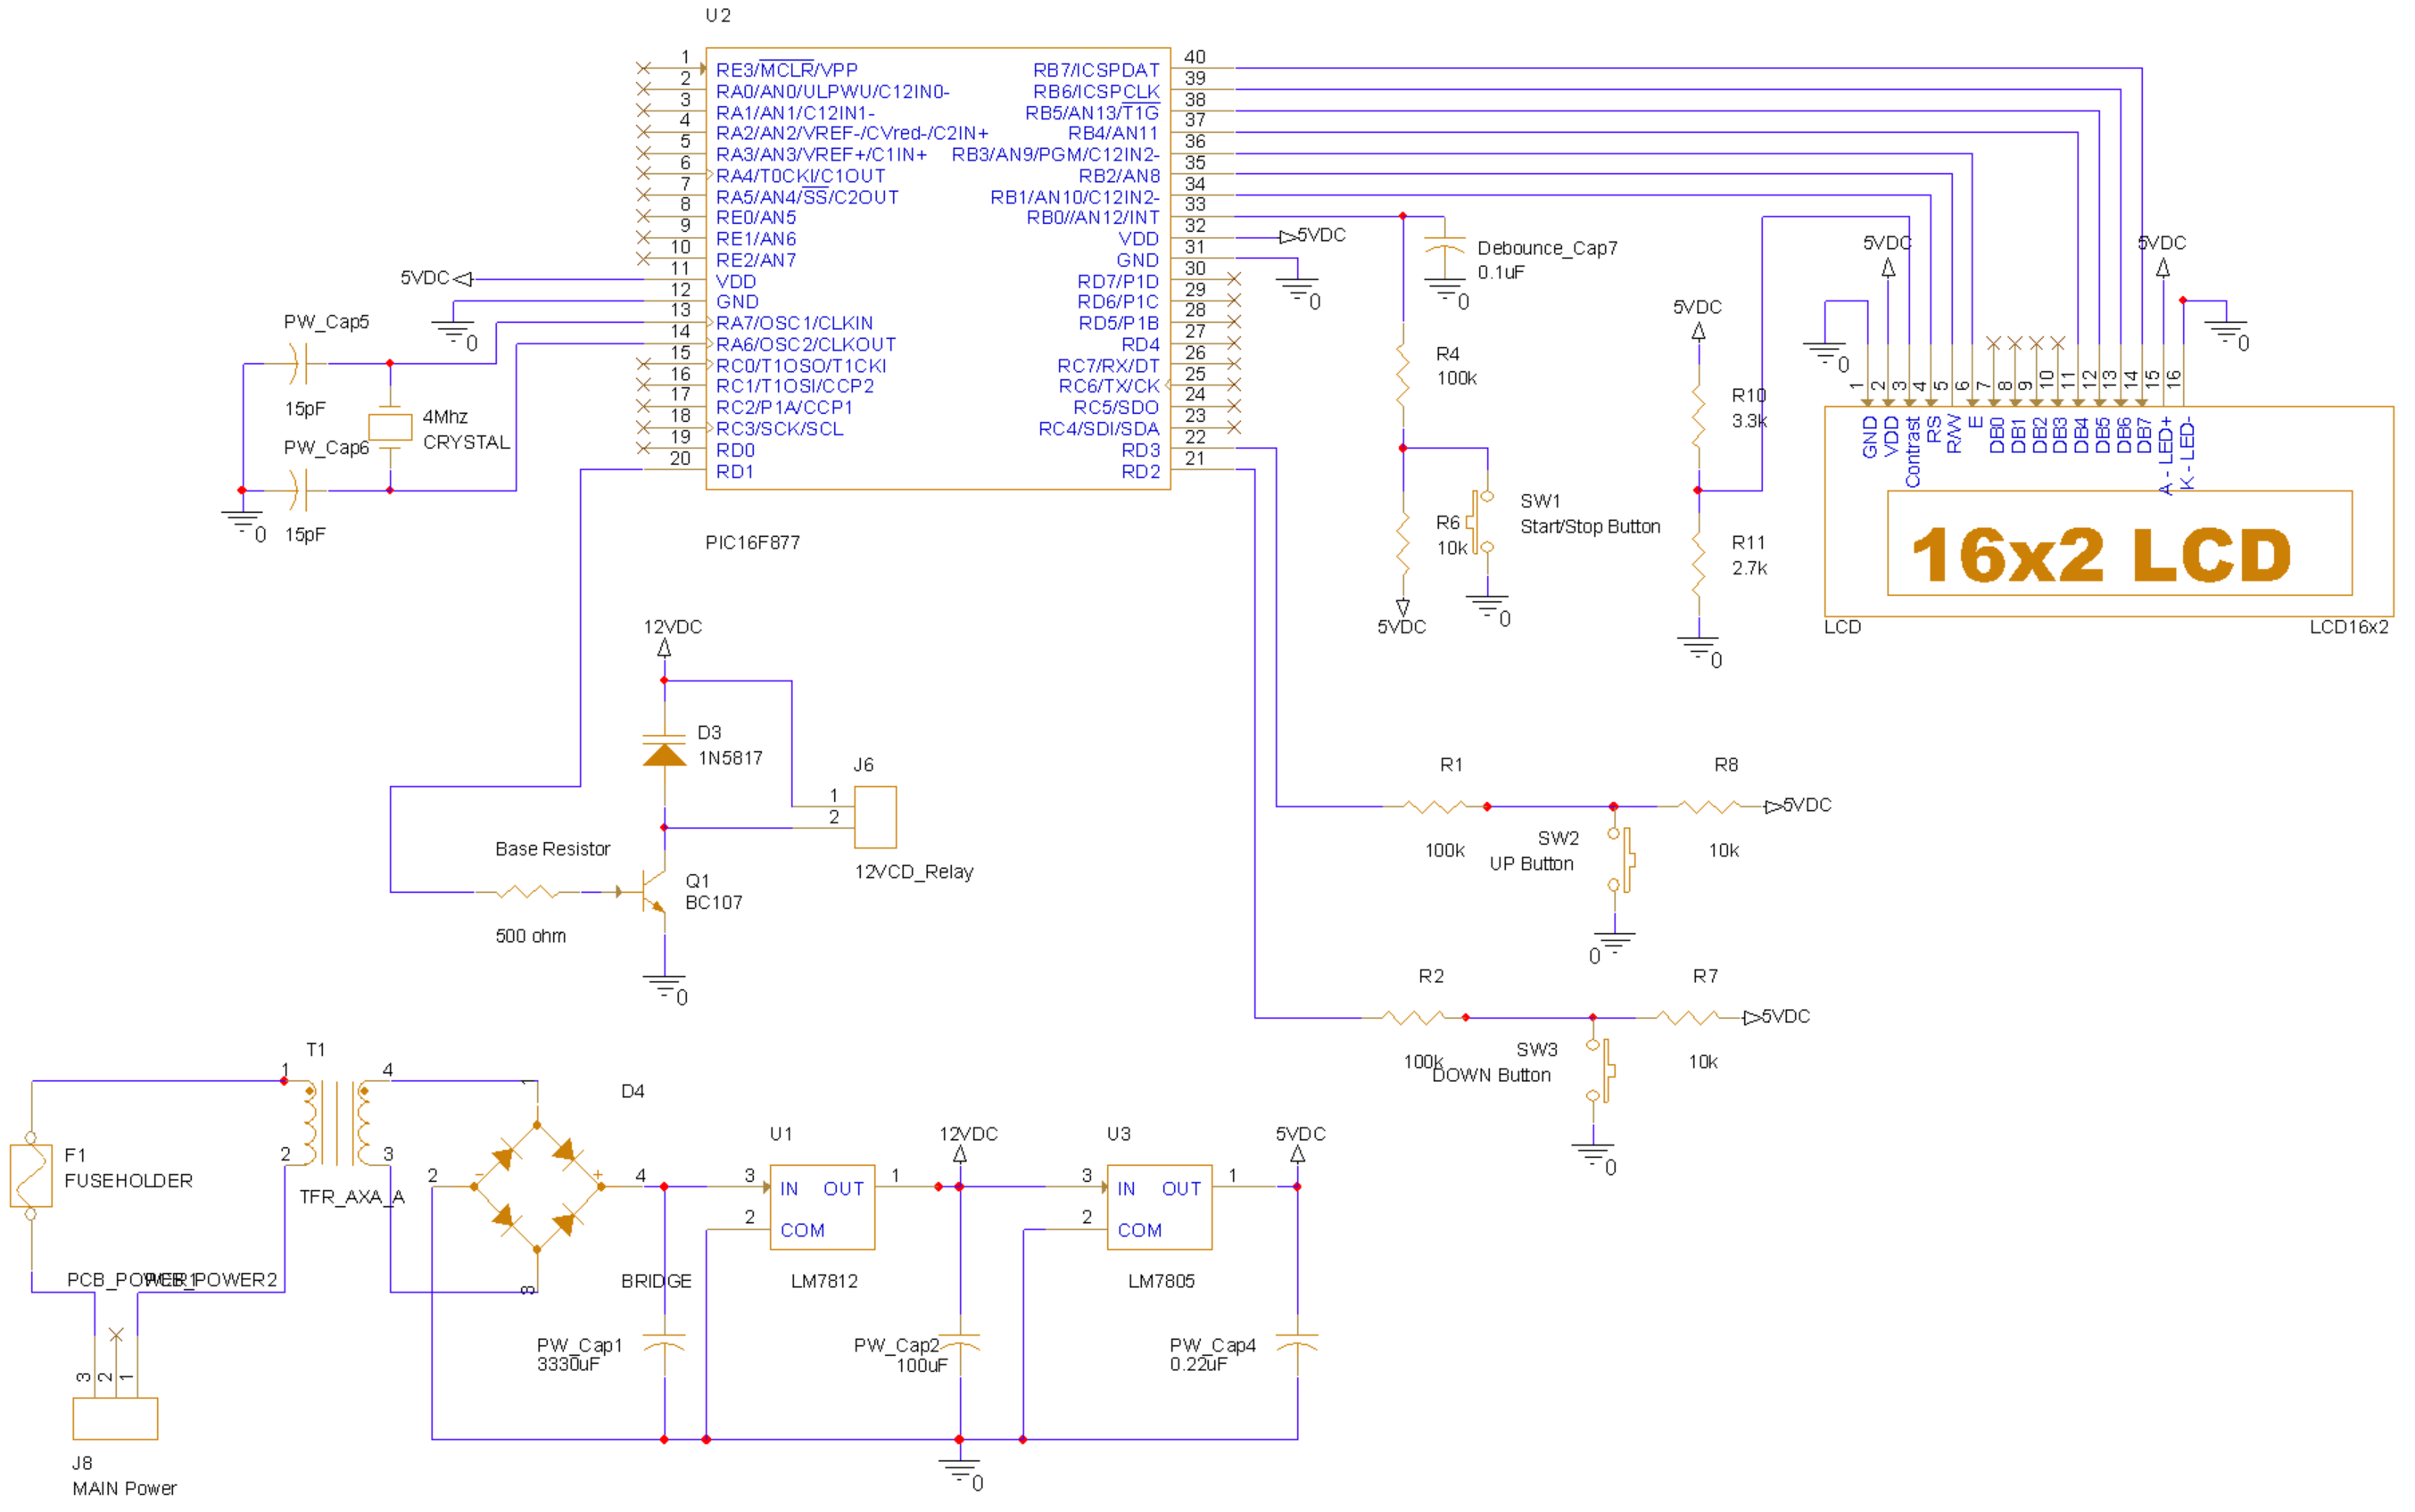 U2
1
2
3
4
5
6
7
8
9
10
11
12
13
14
15
16
17
18
19
20
RE3/MCLR/VPP
RA0/AN0/ULPWU/C12IN0-
RA1/AN1/C12IN1-
RA2/AN2/VREF-/CVred-/C2IN+
RA3/AN3/VREF+/C1IN+
RA4/T0CKI/C1OUT
RA5/AN4/SS/C2OUT
RE0/AN5
RE1/AN6
RE2/AN7
VDD
GND
RA7/OSC1/CLKIN
RA6/OSC2/CLKOUT
RC0/T1OSO/T1CKI
RC1/T1OSI/CCP2
RC2/P1A/CCP1
RC3/SCK/SCL
RD0
RD1
RB7/ICSPDAT
RB6/ICSPCLK
RB5/AN13/T1G
RB4/AN11
RB3/AN9/PGM/C12IN2-
RB2/AN8
RB1/AN10/C12IN2-
RB0//AN12/INT
VDD
GND
RD7/P1D
RD6/P1C
RD5/P1B
RD4
RC7/RX/DT
RC6/TX/CK
RC5/SDO
RC4/SDI/SDA
RD3
RD2
40
39
38
37
36
35
34
33
32
31
30
29
28
27
26
25
24
23
22
21
PIC16F877
5VDC
0
PW_Cap5
15pF
4Mhz
CRYSTAL
PW_Cap6
15pF
0
5VDC
0
Debounce_Cap7
0.1uF
0
R4
100k
R6
10k
SW1
Start/Stop Button
5VDC
0
5VDC
R10
3.3k
R11
2.7k
0
5VDC
5VDC
0
0
1
2
3
4
5
6
7
8
9
10
11
12
13
14
15
16
GND
VDD
Contrast
RS
R/W
E
DB0
DB1
DB2
DB3
DB4
DB5
DB6
DB7
A - LED+
K - LED-
16x2 LCD
LCD
LCD16x2
12VDC
D3
1N5817
J6
1
2
12VCD_Relay
Base Resistor
500 ohm
Q1
BC107
0
R1
100k
R8
10k
5VDC
SW2
UP Button
0
R2
100k
R7
10k
5VDC
SW3
DOWN Button
0
T1
1
2
4
3
TFR_AXA_A
F1
FUSEHOLDER
PCB_POWER1
PCB_POWER2
3
2
1
J8
MAIN Power
D4
1
2
3
4
-
+
BRIDGE
U1
3
2
1
IN
OUT
COM
LM7812
12VDC
U3
3
2
1
IN
OUT
COM
LM7805
5VDC
PW_Cap1
3330uF
PW_Cap2
100uF
PW_Cap4
0.22uF
0